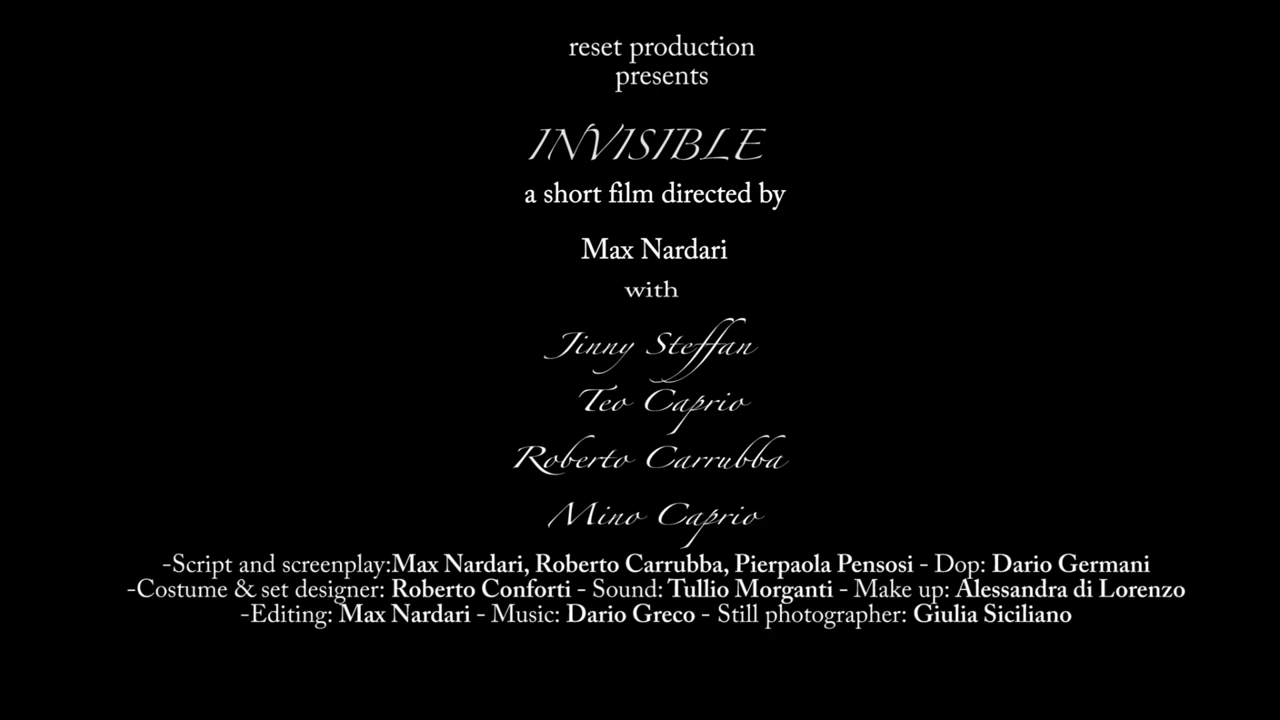 reset production
presents
INVISIBLE
a short film directed by
Max Nardari
with
Jinny Steffan
Teo Caprio
Roberto Carrubba
Mino Caprio
-Script and screenplay:Max Nardari, Roberto Carrubba, Pierpaola Pensosi - Dop: Dario Germani
-Costume & set designer: Roberto Conforti - Sound: Tullio Morganti - Make up: Alessandra di Lorenzo
-Editing: Max Nardari - Music: Dario Greco - Still photographer: Giulia Siciliano